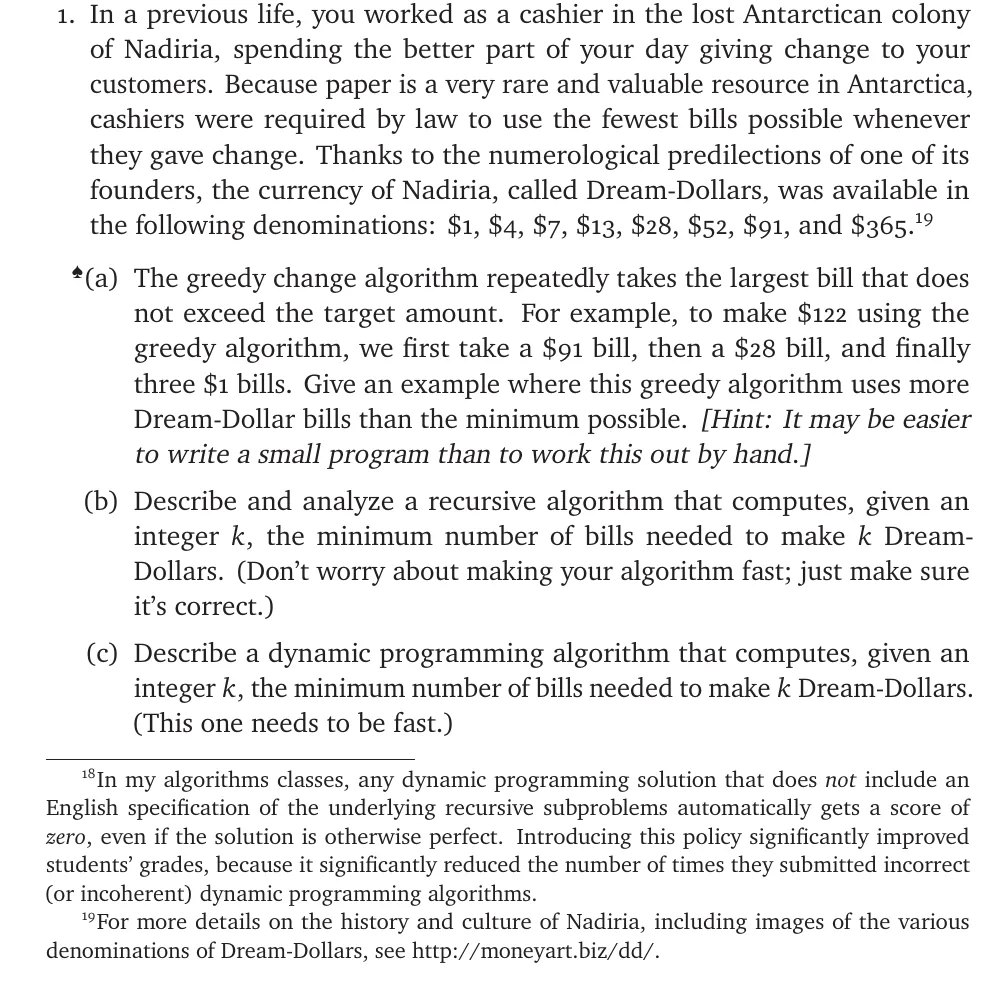 1. In a previous life, you worked as a cashier in the lost Antarctican colony
of Nadiria, spending the better part of your day giving change to your
customers. Because paper is a very rare and valuable resource in Antarctica,
cashiers were required by law to use the fewest bills possible whenever
they gave change. Thanks to the numerological predilections of one of its
founders, the currency of Nadiria, called Dream-Dollars, was available in
the following denominations: $1, $4, $7, $13, $28, $52, $91, and $365.¹⁹
♠(a) The greedy change algorithm repeatedly takes the largest bill that does
not exceed the target amount. For example, to make $122 using the
greedy algorithm, we first take a $91 bill, then a $28 bill, and finally
three $1 bills. Give an example where this greedy algorithm uses more
Dream-Dollar bills than the minimum possible. [Hint: It may be easier
to write a small program than to work this out by hand.]
(b) Describe and analyze a recursive algorithm that computes, given an
integer k, the minimum number of bills needed to make k Dream-
Dollars. (Don’t worry about making your algorithm fast; just make sure
it’s correct.)
(c) Describe a dynamic programming algorithm that computes, given an
integer k, the minimum number of bills needed to make k Dream-Dollars.
(This one needs to be fast.)
¹⁸In my algorithms classes, any dynamic programming solution that does not include an
English specification of the underlying recursive subproblems automatically gets a score of
zero, even if the solution is otherwise perfect. Introducing this policy significantly improved
students’ grades, because it significantly reduced the number of times they submitted incorrect
(or incoherent) dynamic programming algorithms.
¹⁹For more details on the history and culture of Nadiria, including images of the various
denominations of Dream-Dollars, see http://moneyart.biz/dd/.